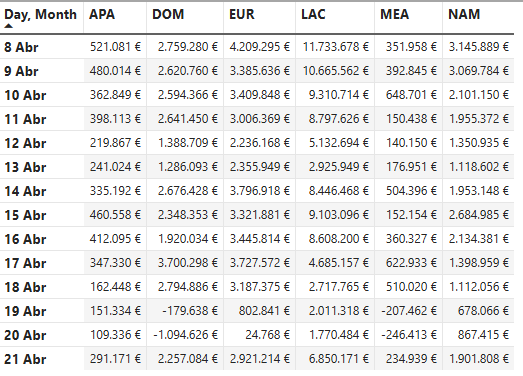 Day, Month APA DOM EUR LAC MEA NAM
8 Abr 521.081 € 2.759.280 € 4.209.295 € 11.733.678 € 351.958 € 3.145.889 €
9 Abr 480.014 € 2.620.760 € 3.385.636 € 10.665.562 € 392.845 € 3.069.784 €
10 Abr 362.849 € 2.594.366 € 3.409.848 € 9.310.714 € 648.701 € 2.101.150 €
11 Abr 398.113 € 2.641.450 € 3.006.369 € 8.797.626 € 150.438 € 1.955.372 €
12 Abr 219.867 € 1.388.709 € 2.236.168 € 5.132.694 € 140.150 € 1.350.935 €
13 Abr 241.024 € 1.286.093 € 2.355.949 € 2.925.949 € 176.951 € 1.118.602 €
14 Abr 335.192 € 2.676.428 € 3.796.918 € 8.446.468 € 504.396 € 1.953.148 €
15 Abr 460.558 € 2.348.353 € 3.321.881 € 9.103.096 € 152.154 € 2.684.985 €
16 Abr 412.095 € 1.920.034 € 3.445.814 € 8.608.200 € 360.327 € 2.134.381 €
17 Abr 347.330 € 3.700.298 € 3.727.572 € 4.685.157 € 622.933 € 1.398.959 €
18 Abr 162.448 € 2.794.886 € 3.187.375 € 2.717.765 € 510.020 € 1.112.056 €
19 Abr 151.334 € -179.638 € 802.841 € 2.011.318 € -207.462 € 678.066 €
20 Abr 109.336 € -1.094.626 € 24.768 € 1.770.484 € -246.413 € 867.415 €
21 Abr 291.171 € 2.257.084 € 2.921.214 € 6.850.171 € 234.939 € 1.901.808 €